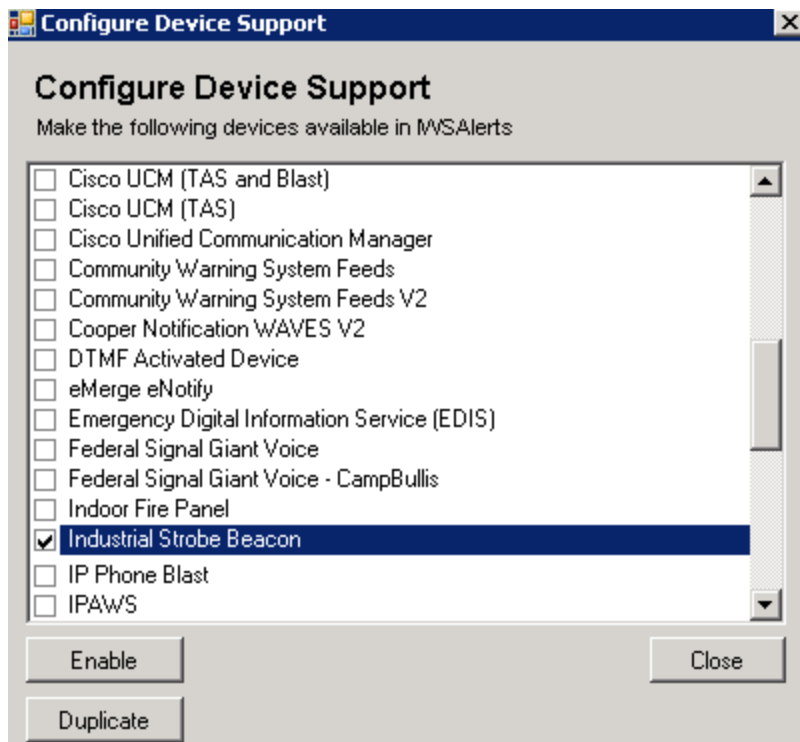 Configure Device Support
Configure Device Support
Make the following devices available in IWSAlerts
Cisco UCM (TAS and Blast)
Cisco UCM (TAS)
Cisco Unified Communication Manager
Community Warning System Feeds
Community Warning System Feeds V2
Cooper Notification WAVES V2
DTMF Activated Device
eMerge eNotify
Emergency Digital Information Service (EDIS)
Federal Signal Giant Voice
Federal Signal Giant Voice - CampBullis
Indoor Fire Panel
Industrial Strobe Beacon
IP Phone Blast
IPAWS
Enable
Close
Duplicate